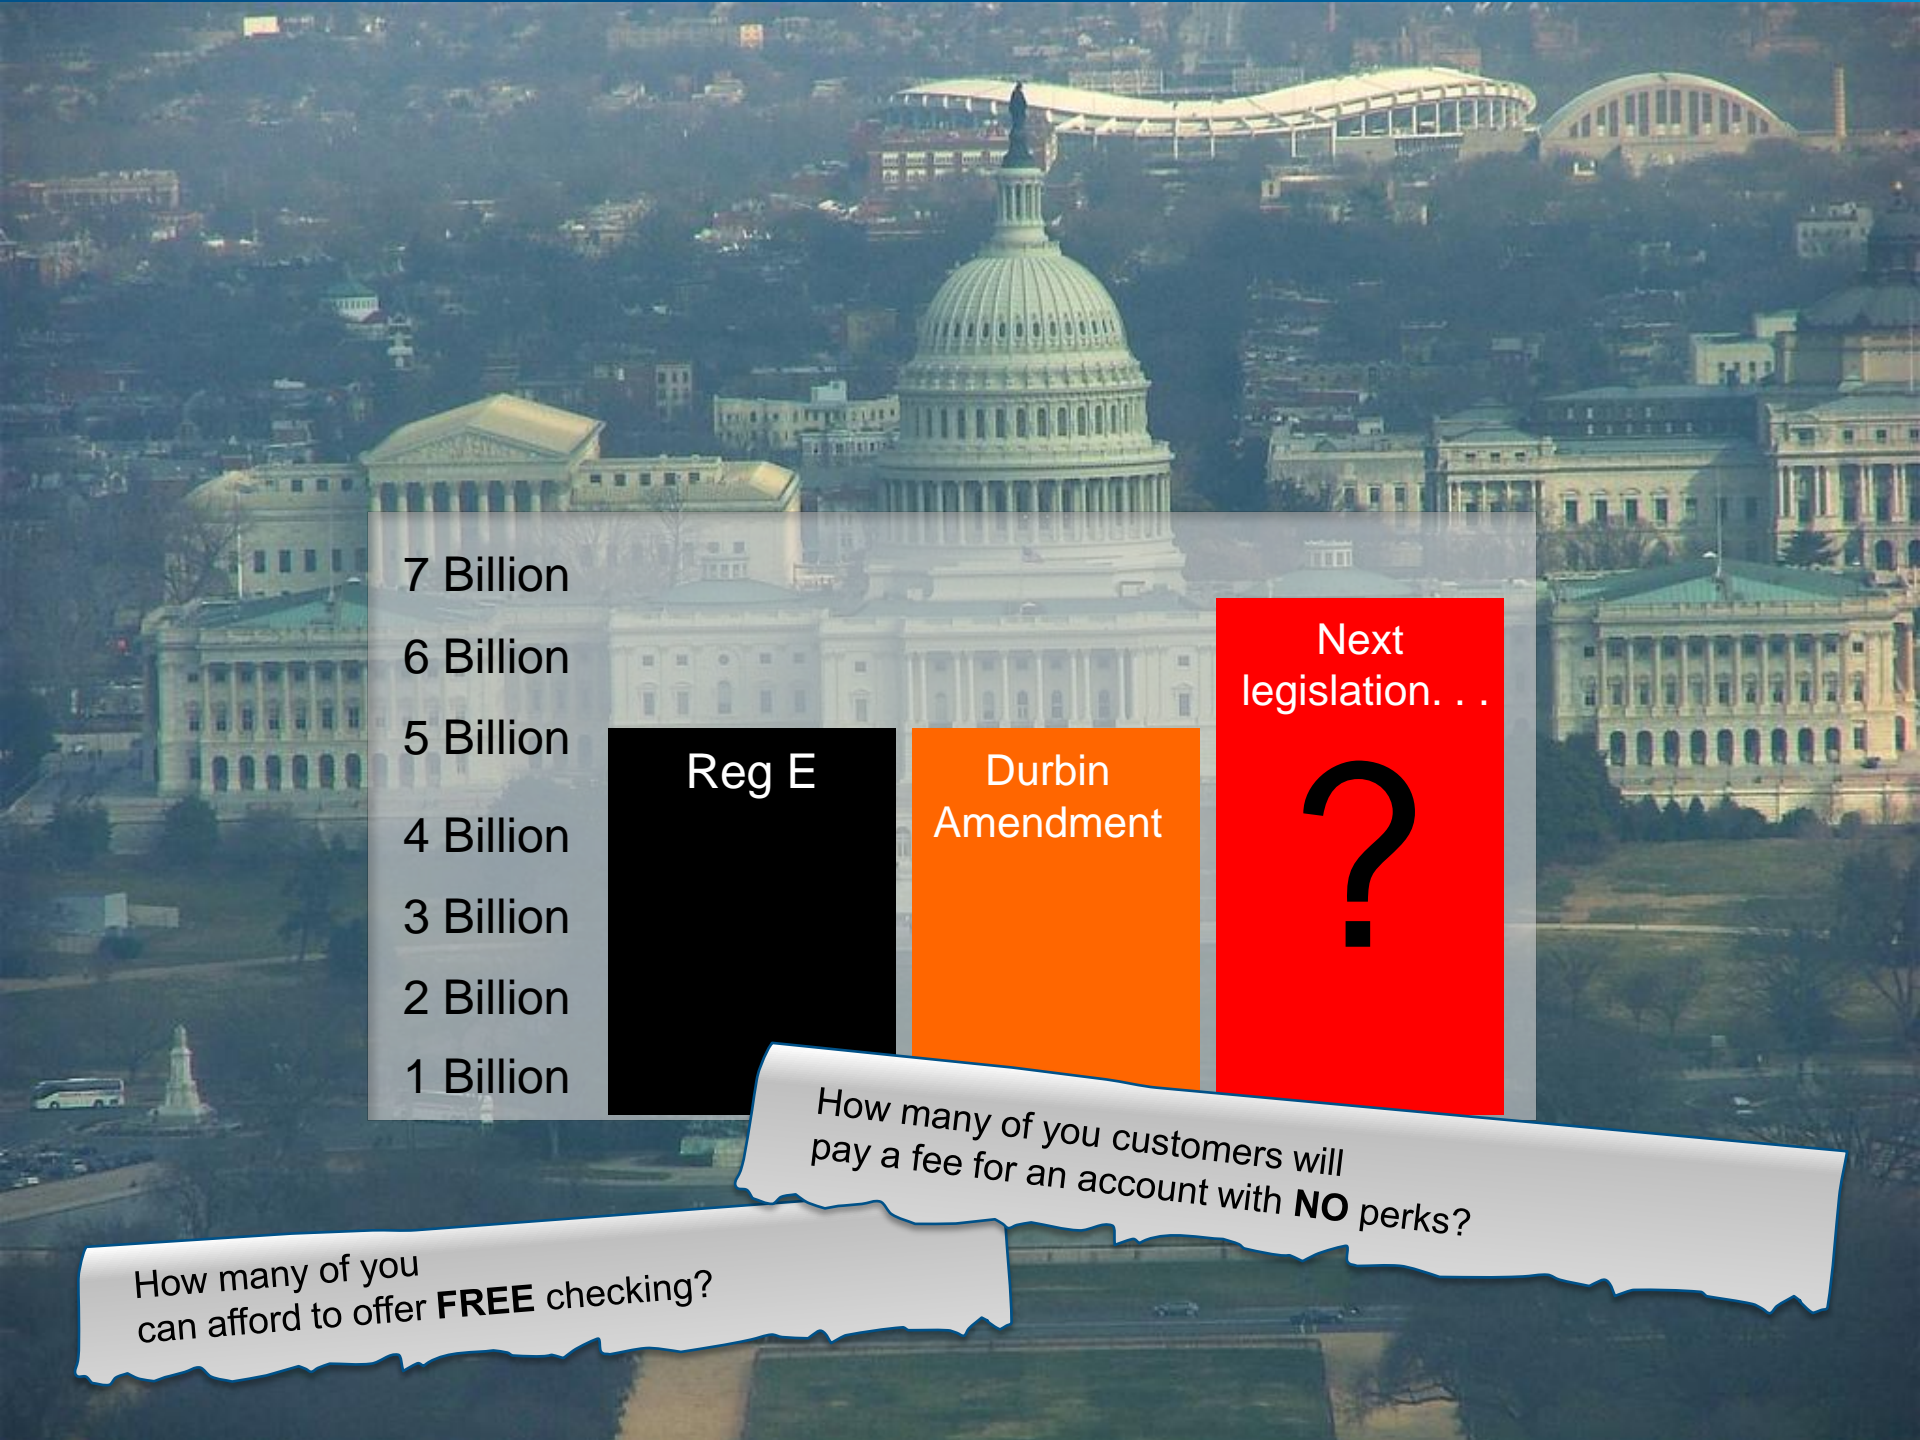 7 Billion
6 Billion
5 Billion
4 Billion
3 Billion
2 Billion
1 Billion
Reg E
Durbin
Amendment
Next
legislation. . .
?
How many of you customers will
pay a fee for an account with NO perks?
How many of you
can afford to offer FREE checking?